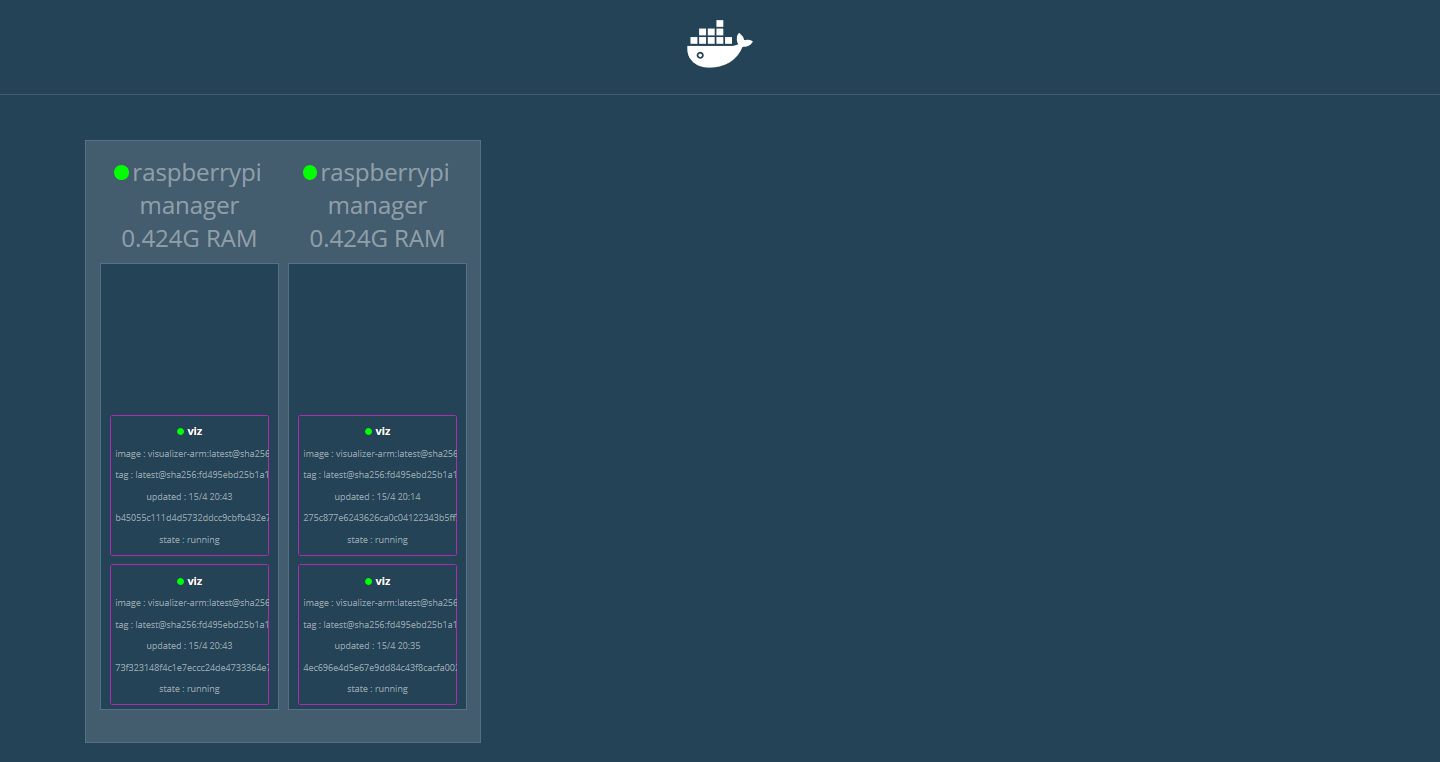 raspberrypi
manager
0.424G RAM
viz
image : visualizer-arm:latest@sha256
tag : latest@sha256:fd495ebd25b1a1
updated : 15/4 20:43
b45055c111d4d5732ddcc9cbfb432e7
state : running
viz
image : visualizer-arm:latest@sha256
tag : latest@sha256:fd495ebd25b1a1
updated : 15/4 20:43
73f323148f4c1e7eccc24de4733364e7
state : running
raspberrypi
manager
0.424G RAM
viz
image : visualizer-arm:latest@sha256
tag : latest@sha256:fd495ebd25b1a1
updated : 15/4 20:14
275c877e6243626ca0c04122343b5ff
state : running
viz
image : visualizer-arm:latest@sha256
tag : latest@sha256:fd495ebd25b1a1
updated : 15/4 20:35
4ec696e4d5e67e9dd84c43f8cacfa002
state : running